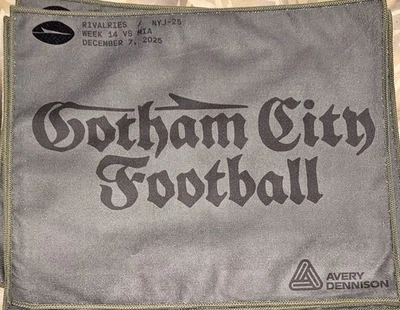 RIVALRIES / NYJ-25
WEEK 14 VS MIA
DECEMBER 7, 2025
Gotham City
Football
AVERY
DENNISON